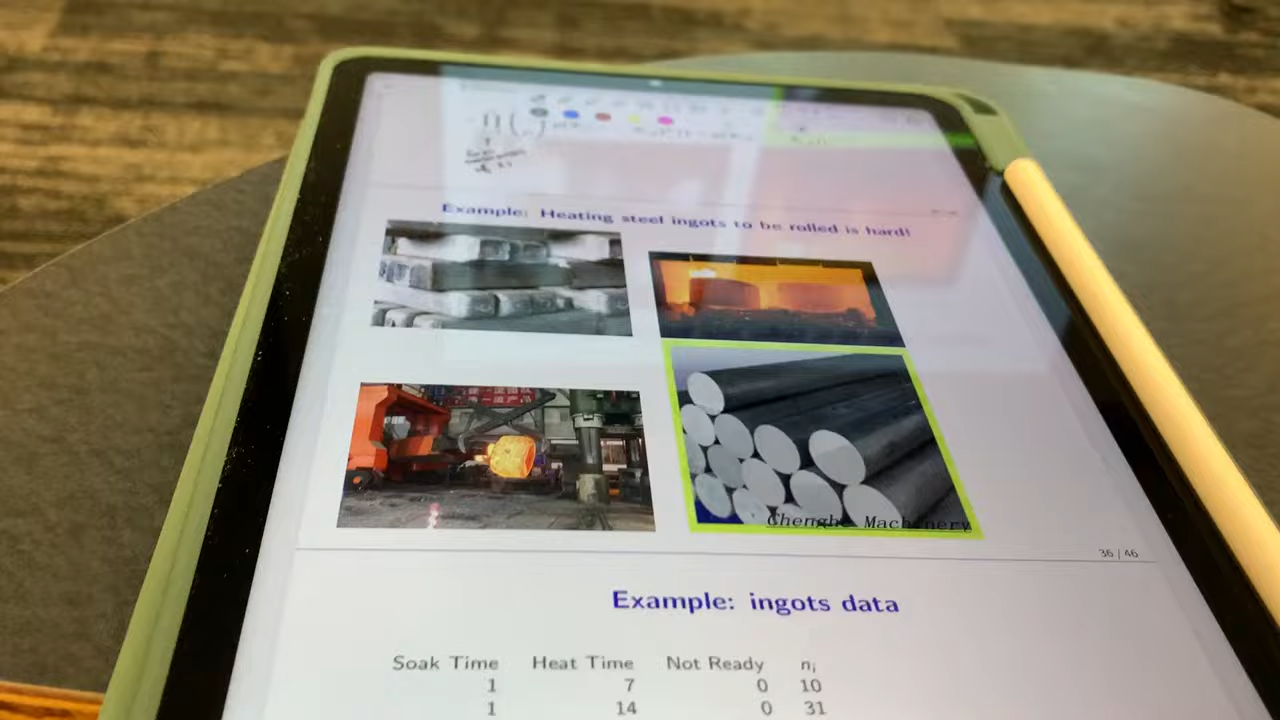 Example: Heating steel ingots to be rolled is hard!
Chenghe Machinery
36 / 46
Example: ingots data
Soak Time Heat Time Not Ready nᵢ
1 7 0 10
1 14 0 31